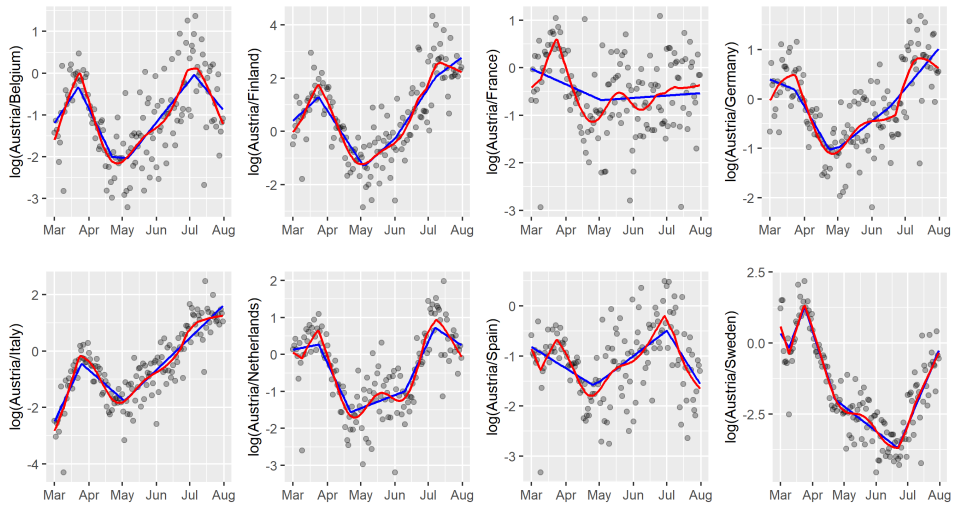 log(Austria/Belgium)
1
0
-1
-2
-3
Mar Apr May Jun Jul Aug
log(Austria/Finland)
4
2
0
-2
Mar Apr May Jun Jul Aug
log(Austria/France)
1
0
-1
-2
-3
Mar Apr May Jun Jul Aug
log(Austria/Germany)
1
0
-1
-2
Mar Apr May Jun Jul Aug
log(Austria/Italy)
2
0
-2
-4
Mar Apr May Jun Jul Aug
log(Austria/Netherlands)
2
1
0
-1
-2
-3
Mar Apr May Jun Jul Aug
log(Austria/Spain)
0
-1
-2
-3
Mar Apr May Jun Jul Aug
log(Austria/Sweden)
2.5
0.0
-2.5
Mar Apr May Jun Jul Aug